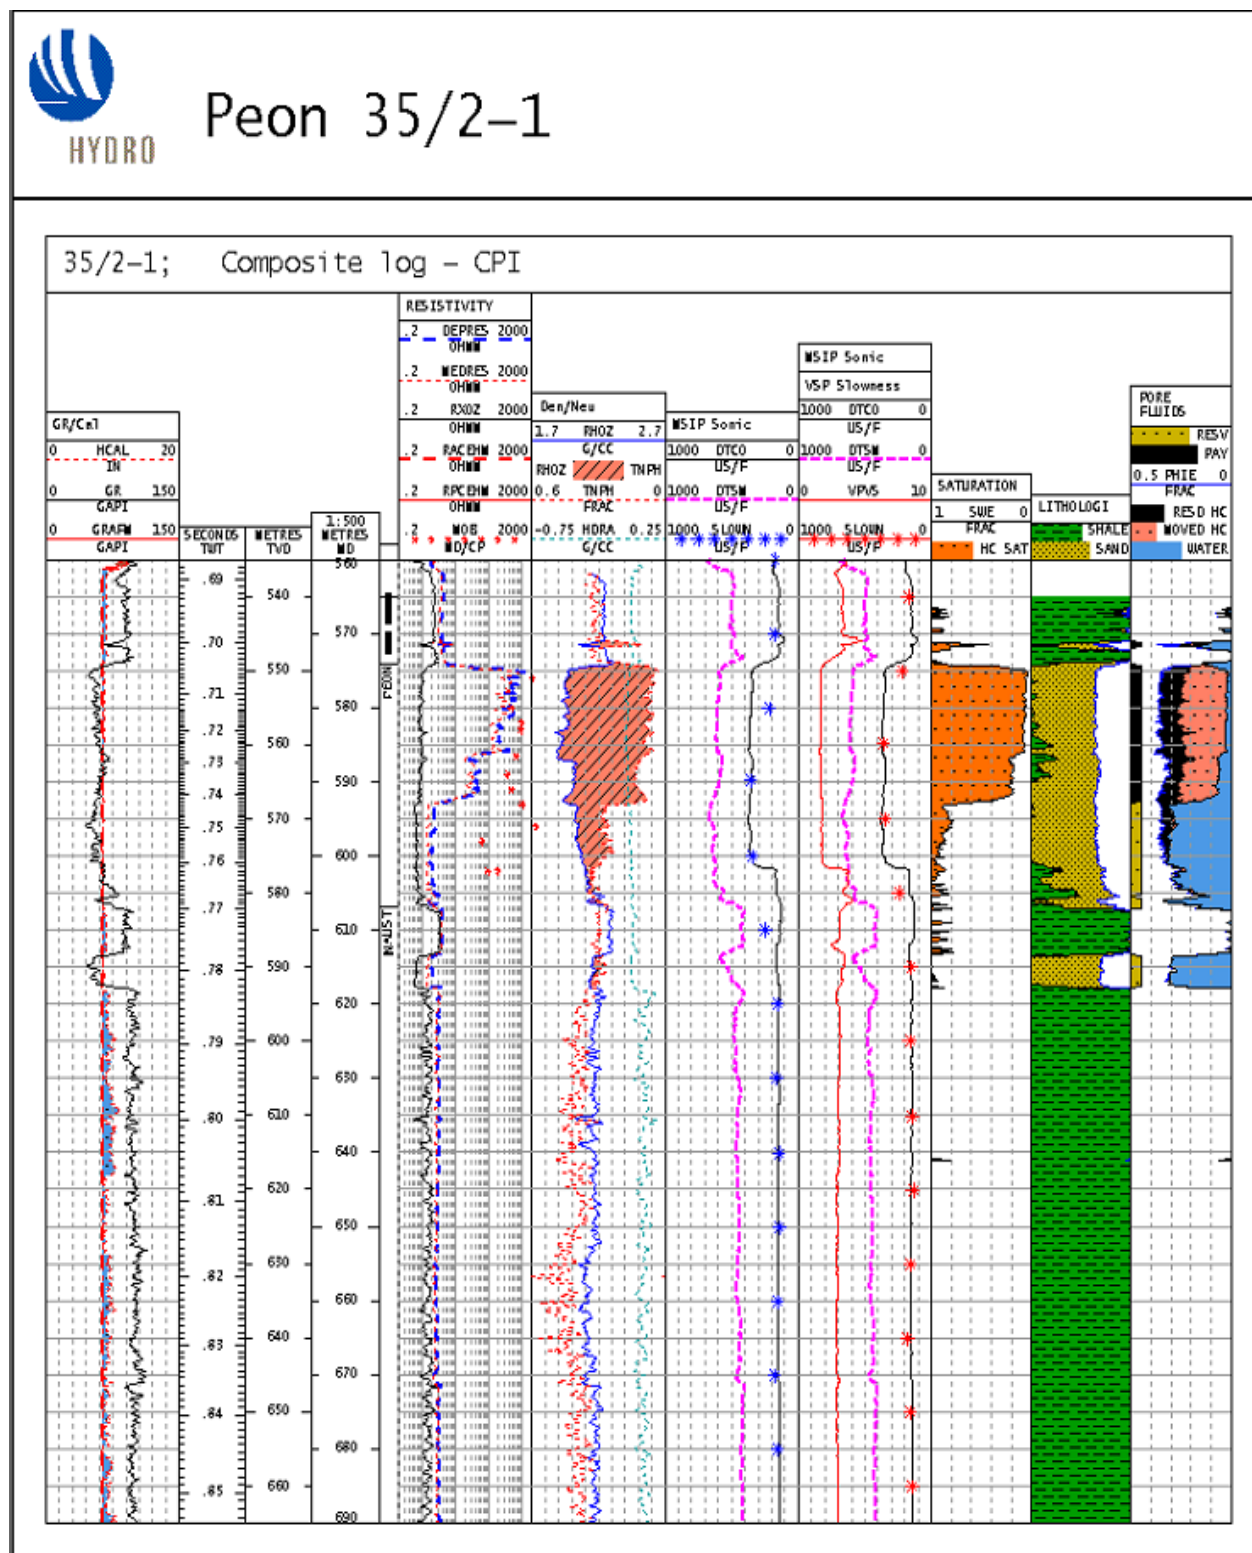 HYDRO
Peon 35/2-1
35/2-1; Composite log - CPI
RESISTIVITY
.2 DEPRES 2000
OHMM
.2 MEDRES 2000
OHMM
.2 RXOZ 2000
OHMM
.2 RACEHM 2000
OHMM
.2 RPCEHM 2000
OHMM
.2 MOB 2000
MD/CP
GR/Cal
0 HCAL 20
IN
0 GR 150
GAPI
0 GRAFM 150
GAPI
SECONDS
TWT
METRES
TVD
1:500
METRES
MD
Den/Neu
1.7 RHOZ 2.7
G/CC
RHOZ TNPH
0.6 TNPH 0
FRAC
-0.75 HDRA 0.25
G/CC
MSIP Sonic
1000 DTCO 0
US/F
1000 DTSM 0
US/F
1000 SLOWN 0
US/F
MSIP Sonic
VSP Slowness
1000 DTCO 0
US/F
1000 DTSM 0
US/F
0 VPVS 10
1000 SLOWN 0
US/F
SATURATION
1 SWE 0
FRAC
HC SAT
LITHOLOGI
SHALE
SAND
PORE
FLUIDS
RESV
PAY
0.5 PHIE 0
FRAC
RESD HC
MOVED HC
WATER
.69
.70
.71
.72
.73
.74
.75
.76
.77
.78
.79
.80
.81
.82
.83
.84
.85
540
550
560
570
580
590
600
610
620
630
640
650
660
560
570
580
590
600
610
620
630
640
650
660
670
680
690
PEON
NAUST